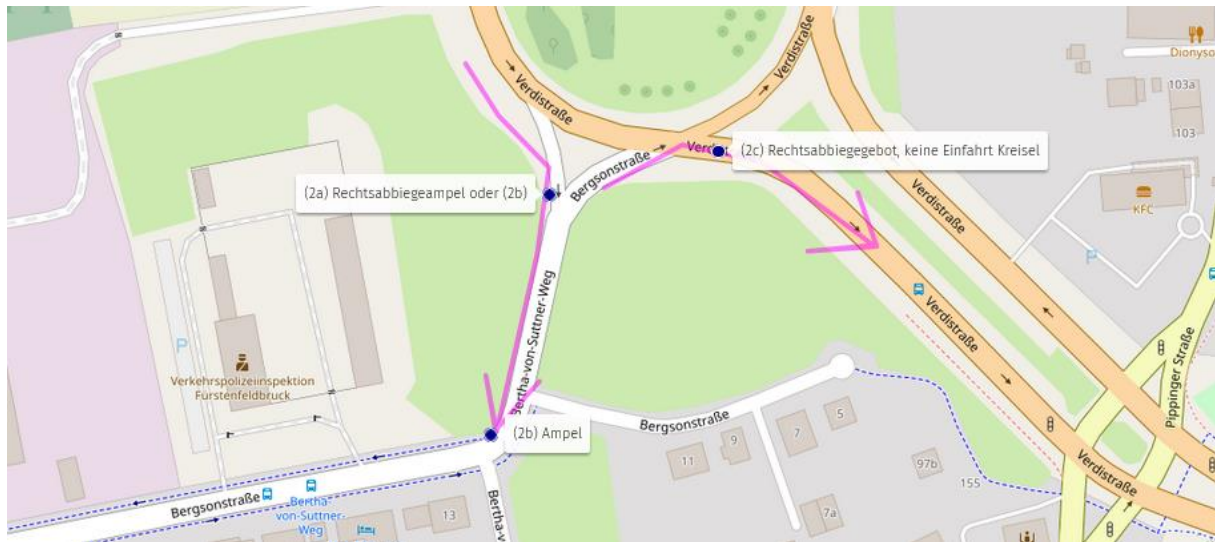 Dionyso
103a
103
Verdistraße
Verdistraße
Bergsonstraße
Verdist
(2c) Rechtsabbiegegebot, keine Einfahrt Kreisel
(2a) Rechtsabbiegeampel oder (2b)
KFC
P
Verdistraße
Bertha-von-Suttner-Weg
Verdistraße
Pippinger Straße
P
Verkehrspolizeiinspektion
Fürstenfeldbruck
(2b) Ampel
Bergsonstraße
5
7
9
11
97b
155
Verdistraße
Bergsonstraße
Bertha-
von-Suttner-
Weg
13
7a
Bertha-v